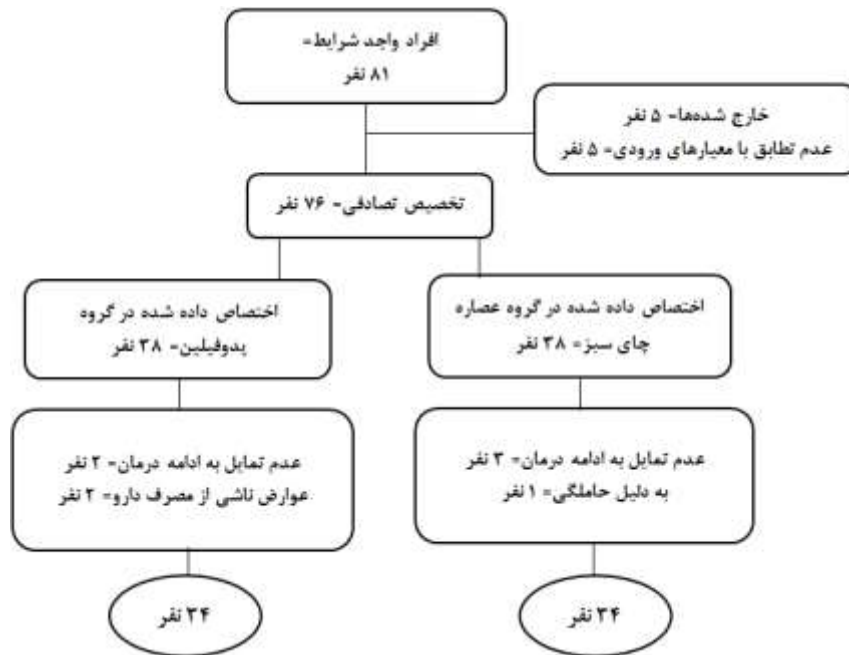 افراد واجد شرایط=
۸۱ نفر
خارج شده‌ها= ۵ نفر
عدم تطابق با معیارهای ورودی= ۵ نفر
تخصیص تصادفی= ۷۶ نفر
اختصاص داده شده در گروه عصاره
چای سبز= ۳۸ نفر
اختصاص داده شده در گروه
پدوفیلین= ۳۸ نفر
عدم تمایل به ادامه درمان= ۳ نفر
به دلیل حاملگی= ۱ نفر
عدم تمایل به ادامه درمان= ۲ نفر
عوارض ناشی از مصرف دارو= ۲ نفر
۳۴ نفر
۳۴ نفر